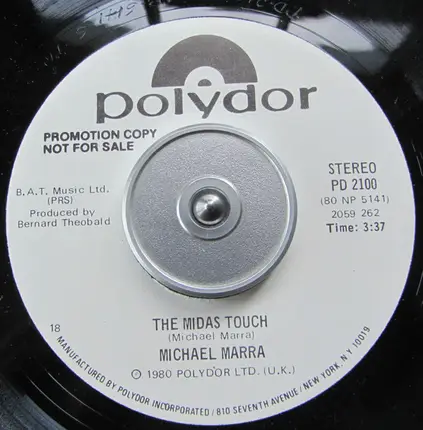 polydor
PROMOTION COPY
NOT FOR SALE
B.A.T. Music Ltd.
(PRS)
Produced by
Bernard Theobald
STEREO
PD 2100
(80 NP 5141)
2059 262
Time: 3:37
THE MIDAS TOUCH
(Michael Marra)
MICHAEL MARRA
℗ 1980 POLYDOR LTD. (U.K.)
18
MANUFACTURED BY POLYDOR INCORPORATED / 810 SEVENTH AVENUE / NEW YORK, N.Y. 10019